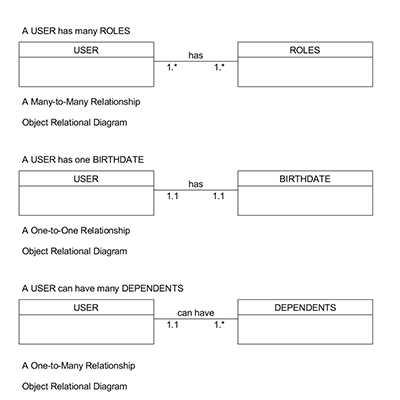 A USER has many ROLES
USER has ROLES
1.* 1.*
A Many-to-Many Relationship
Object Relational Diagram
A USER has one BIRTHDATE
USER has BIRTHDATE
1.1 1.1
A One-to-One Relationship
Object Relational Diagram
A USER can have many DEPENDENTS
USER can have DEPENDENTS
1.1 1.*
A One-to-Many Relationship
Object Relational Diagram